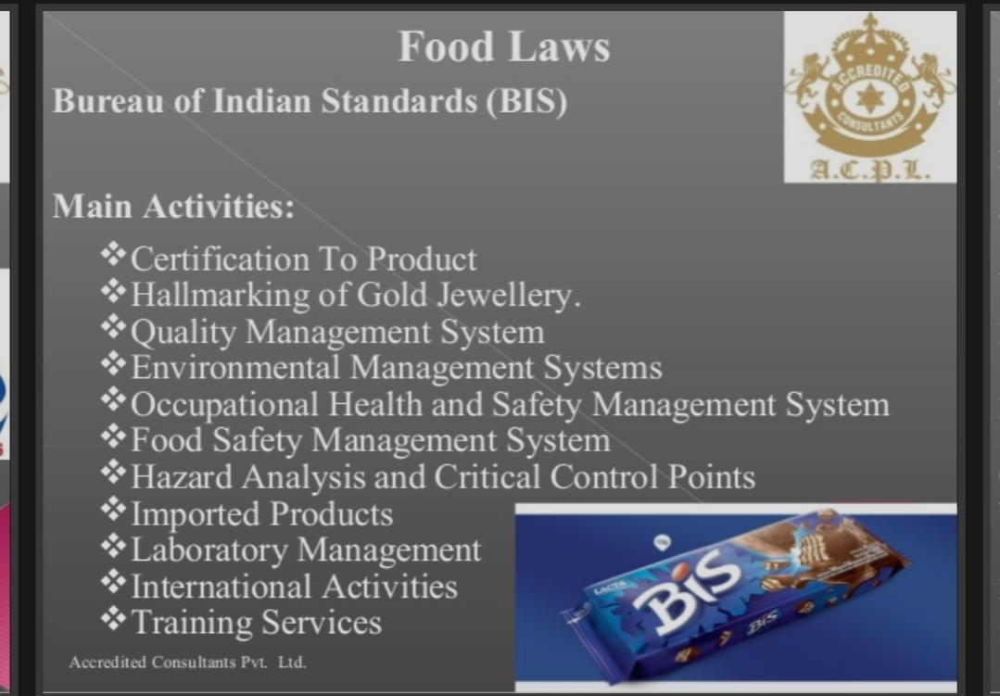 Food Laws
Bureau of Indian Standards (BIS)
ACCREDITED
CONSULTANTS
A.C.P.L.
Main Activities:
❖Certification To Product
❖Hallmarking of Gold Jewellery.
❖Quality Management System
❖Environmental Management Systems
❖Occupational Health and Safety Management System
❖Food Safety Management System
❖Hazard Analysis and Critical Control Points
❖Imported Products
❖Laboratory Management
❖International Activities
❖Training Services
LACTA
BiS
BiS
Accredited Consultants Pvt. Ltd.